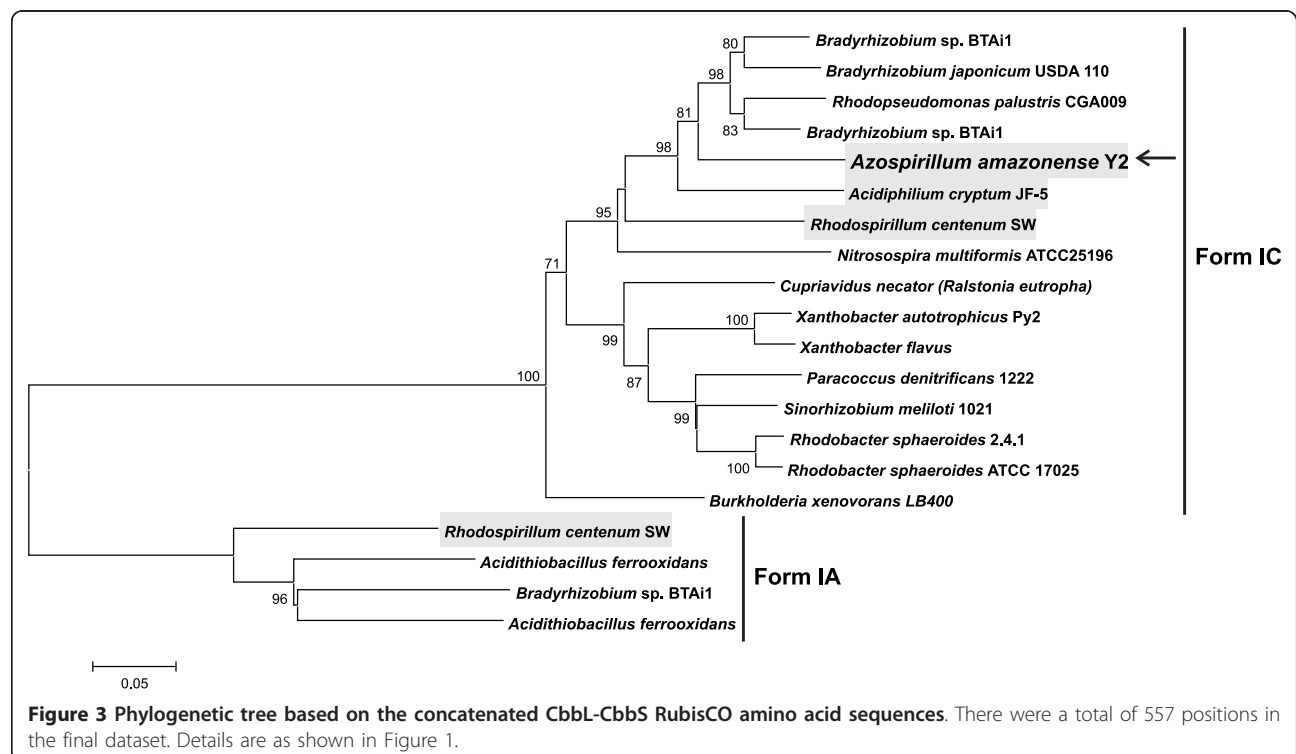 80
Bradyrhizobium sp. BTAi1
98
Bradyrhizobium japonicum USDA 110
81
Rhodopseudomonas palustris CGA009
83
Bradyrhizobium sp. BTAi1
98
Azospirillum amazonense Y2
Acidiphilium cryptum JF-5
95
Rhodospirillum centenum SW
71
Nitrosospira multiformis ATCC25196
Form IC
Cupriavidus necator (Ralstonia eutropha)
99
100
Xanthobacter autotrophicus Py2
Xanthobacter flavus
87
Paracoccus denitrificans 1222
100
99
Sinorhizobium meliloti 1021
Rhodobacter sphaeroides 2.4.1
100
Rhodobacter sphaeroides ATCC 17025
Burkholderia xenovorans LB400
Rhodospirillum centenum SW
Acidithiobacillus ferrooxidans
Form IA
96
Bradyrhizobium sp. BTAi1
Acidithiobacillus ferrooxidans
0.05
Figure 3 Phylogenetic tree based on the concatenated CbbL-CbbS RubisCO amino acid sequences. There were a total of 557 positions in
the final dataset. Details are as shown in Figure 1.